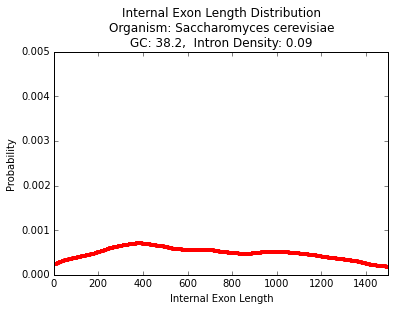 Internal Exon Length Distribution
Organism: Saccharomyces cerevisiae
GC: 38.2,  Intron Density: 0.09
0.005
0.004
0.003
0.002
0.001
0.000
Probability
0 200 400 600 800 1000 1200 1400
Internal Exon Length